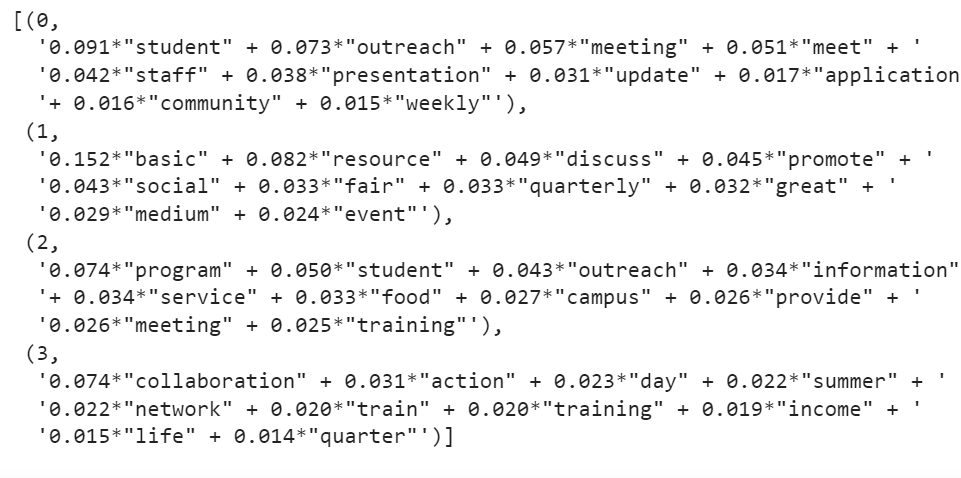 [(0,
'0.091*"student" + 0.073*"outreach" + 0.057*"meeting" + 0.051*"meet" + '
'0.042*"staff" + 0.038*"presentation" + 0.031*"update" + 0.017*"application
'+ 0.016*"community" + 0.015*"weekly"'),
(1,
'0.152*"basic" + 0.082*"resource" + 0.049*"discuss" + 0.045*"promote" + '
'0.043*"social" + 0.033*"fair" + 0.033*"quarterly" + 0.032*"great" + '
'0.029*"medium" + 0.024*"event"'),
(2,
'0.074*"program" + 0.050*"student" + 0.043*"outreach" + 0.034*"information"
'+ 0.034*"service" + 0.033*"food" + 0.027*"campus" + 0.026*"provide" + '
'0.026*"meeting" + 0.025*"training"'),
(3,
'0.074*"collaboration" + 0.031*"action" + 0.023*"day" + 0.022*"summer" + '
'0.022*"network" + 0.020*"train" + 0.020*"training" + 0.019*"income" + '
'0.015*"life" + 0.014*"quarter"')]